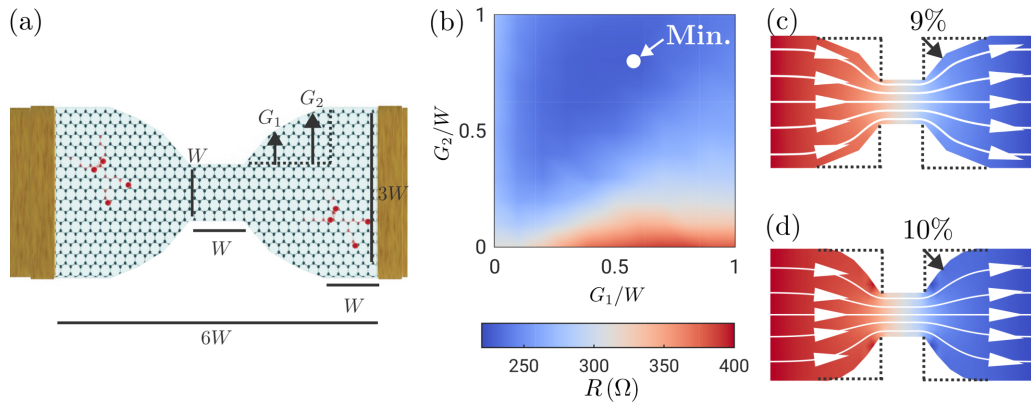 (a)
G₁
G₂
W
3W
W
W
6W
(b)
1
G₂/W
0.5
0
Min.
0
0.5
1
G₁/W
250
300
350
400
R (Ω)
(c)
9%
(d)
10%